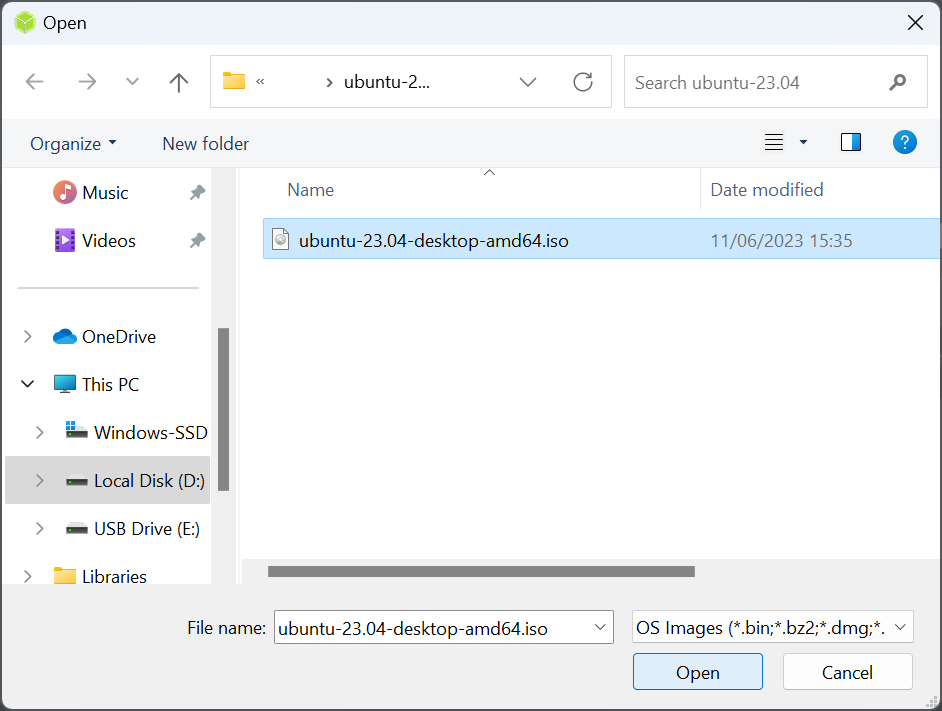 Open
« › ubuntu-2...
Search ubuntu-23.04
Organize
New folder
?
Name
Date modified
Music
Videos
OneDrive
This PC
Windows-SSD
Local Disk (D:)
USB Drive (E:)
Libraries
ubuntu-23.04-desktop-amd64.iso 11/06/2023 15:35
File name: ubuntu-23.04-desktop-amd64.iso
OS Images (*.bin;*.bz2;*.dmg;*.
Open
Cancel